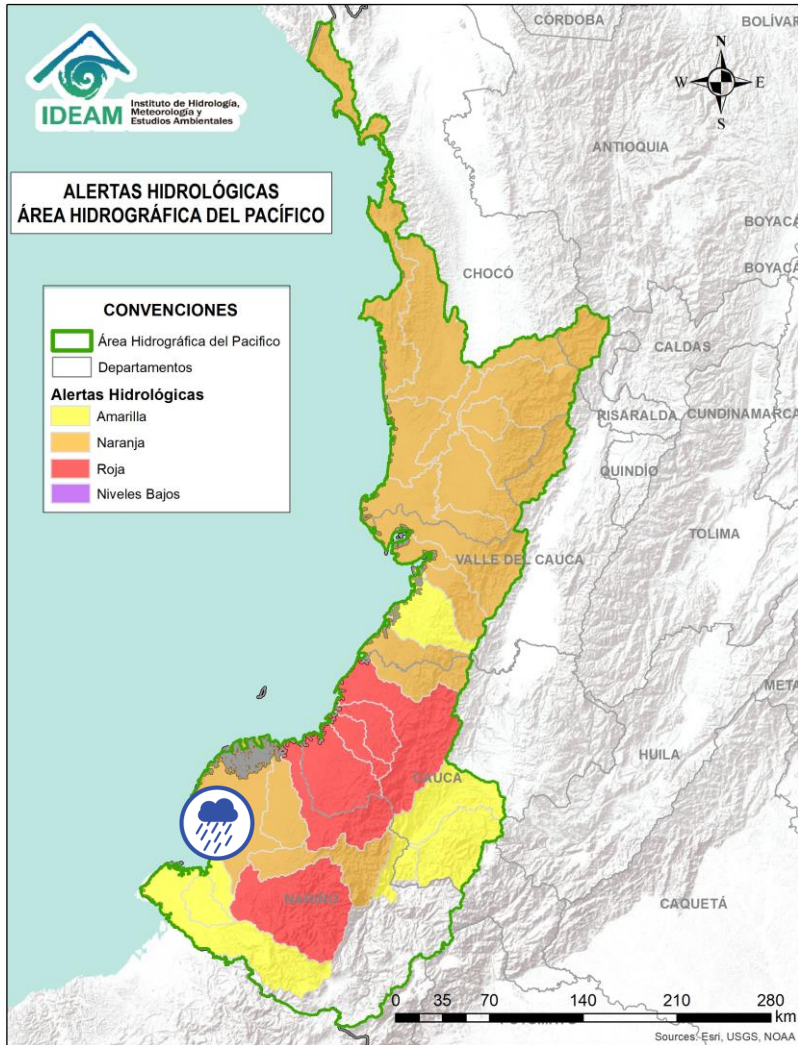 IDEAM
Instituto de Hidrología,
Meteorología y
Estudios Ambientales
ALERTAS HIDROLÓGICAS
ÁREA HIDROGRÁFICA DEL PACÍFICO
CONVENCIONES
Área Hidrográfica del Pacifico
Departamentos
Alertas Hidrológicas
Amarilla
Naranja
Roja
Niveles Bajos
N
W
E
S
CÓRDOBA
BOLÍVAR
ANTIOQUIA
BOYACÁ
CHOCÓ
BOYACÁ
CALDAS
RISARALDA
CUNDINAMARCA
QUINDÍO
TOLIMA
VALLE DEL CAUCA
META
HUILA
CAUCA
NARIÑO
CAQUETÁ
0 35 70 140 210 280
km
Sources: Esri, USGS, NOAA